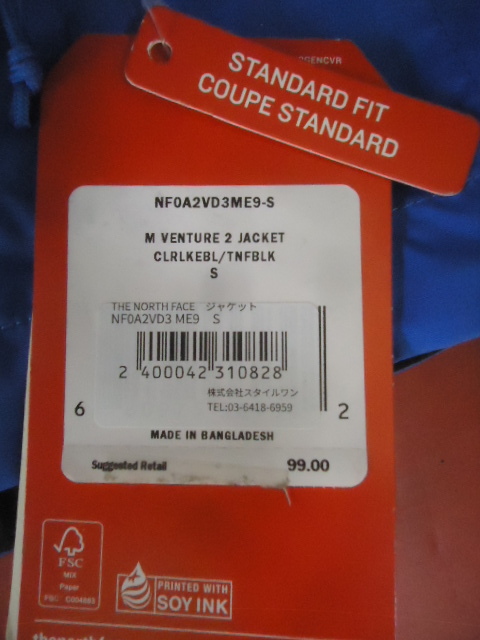 STANDARD FIT
COUPE STANDARD
NF0A2VD3ME9-S
M VENTURE 2 JACKET
CLRLKEBL/TNFBLK
S
THE NORTH FACE ジャケット
NF0A2VD3 ME9 S
2 400042 310828
株式会社スタイルワン
TEL:03-6418-6959
6 2
MADE IN BANGLADESH
Suggested Retail 99.00
FSC
MIX
Paper
PRINTED WITH
SOY INK